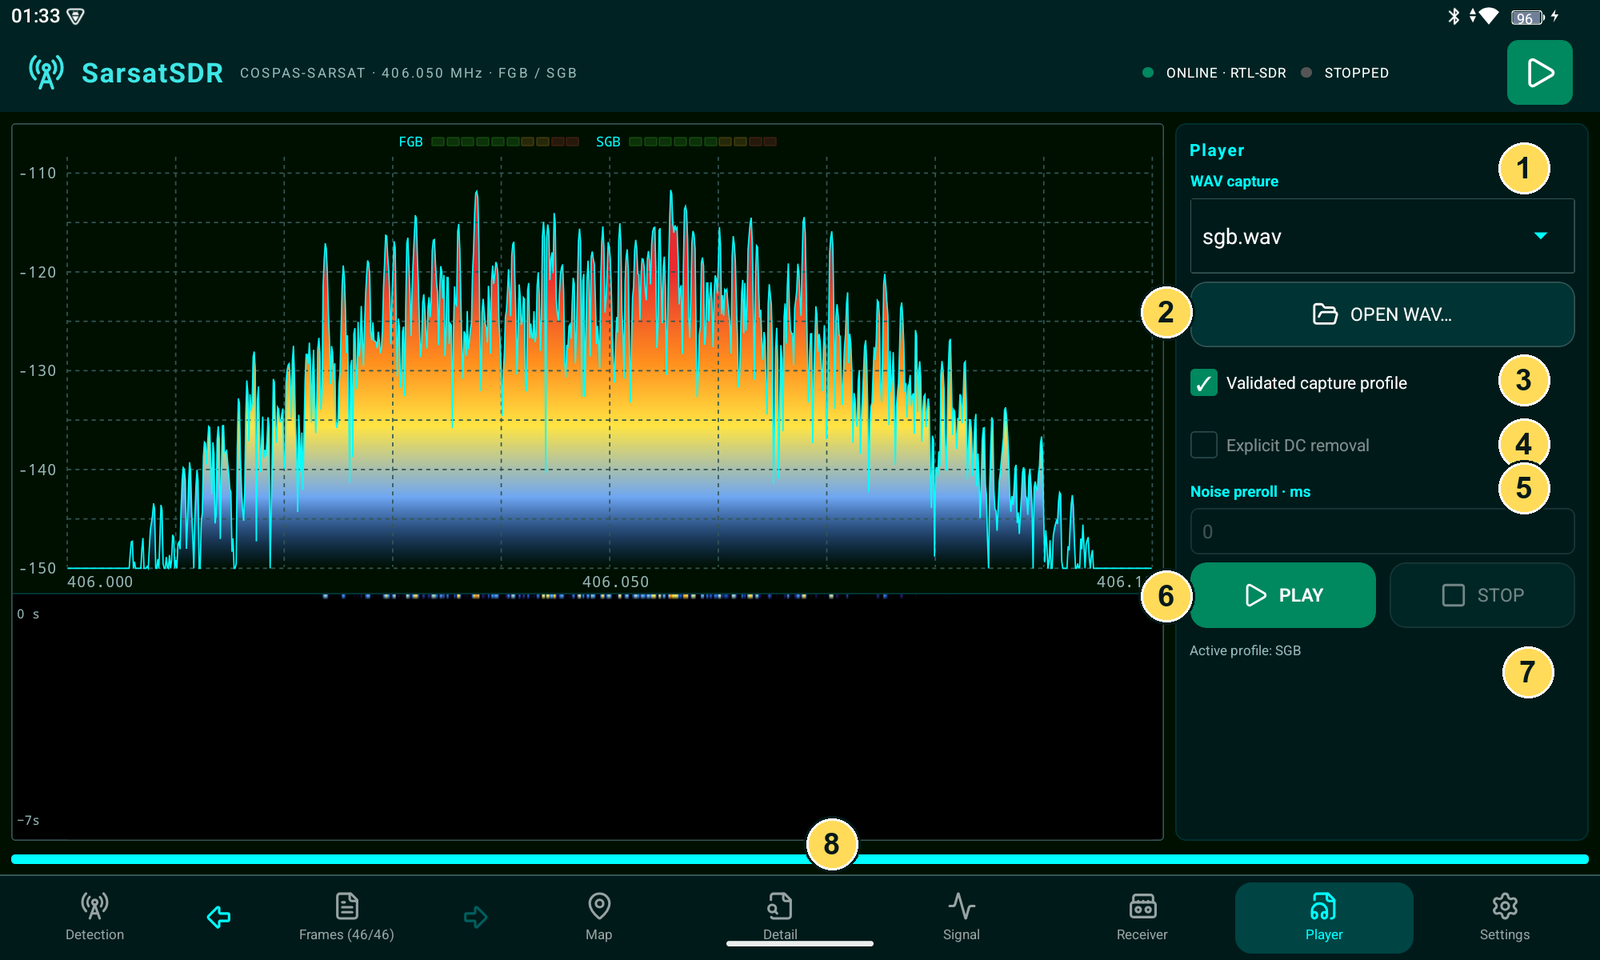 01:33
96
SarsatSDR COSPAS-SARSAT · 406.050 MHz · FGB / SGB
ONLINE · RTL-SDR STOPPED
FGB SGB
-110
-120
-130
-140
-150
406.000 406.050 406.1
0 s
-7s
Player
1
WAV capture
sgb.wav
2
OPEN WAV…
Validated capture profile
3
Explicit DC removal
4
Noise preroll · ms
5
0
6
PLAY STOP
Active profile: SGB
7
8
Detection Frames (46/46) Map Detail Signal Receiver Player Settings